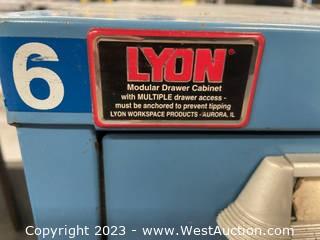 6
LYON®
Modular Drawer Cabinet
with MULTIPLE drawer access -
must be anchored to prevent tipping
LYON WORKSPACE PRODUCTS - AURORA, IL
Copyright 2023 - WestAuction.com